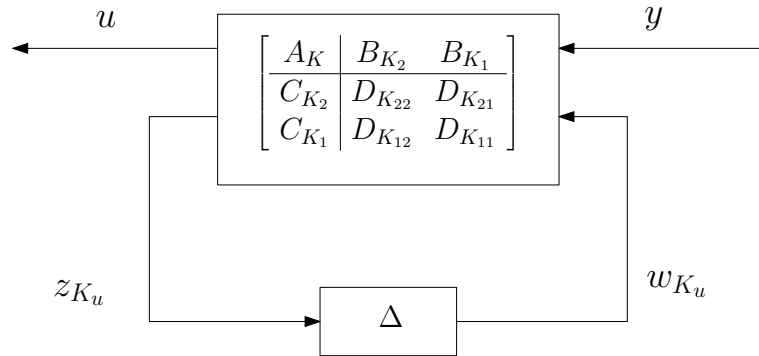 u
y
A_K B_{K_2} B_{K_1}
C_{K_2} D_{K_{22}} D_{K_{21}}
C_{K_1} D_{K_{12}} D_{K_{11}}
z_{K_u}
Δ
w_{K_u}